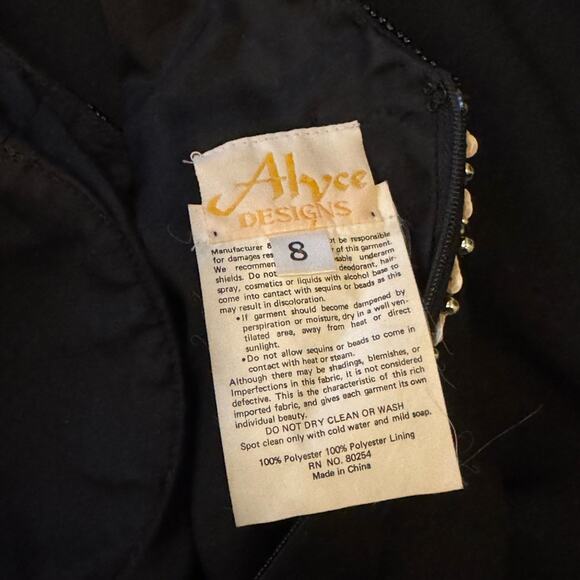 Alyce
DESIGNS
8
Manufacturer & ot be responsible
for damages res of this garment.
We recommen sable underarm
shields. Do not deodorant, hair-
spray, cosmetics or liquids with alcohol base to
come into cantact with sequins or beads as this
may result in discoloration.
•If garment should become dampened by
perspiration or moisture, dry in a well ven-
tilated area, away from heat or direct
sunlight.
•Do not allow sequins or beads to come in
contact with heat or steam.
Although there may be shadings, blemishes, or
Imperfections in this fabric, it is not considered
defective. This is the characteristic of this rich
imported fabric, and gives each garment its own
individual beauty.
DO NOT DRY CLEAN OR WASH
Spot clean only with cold water and mild soap.
100% Polyester 100% Polyester Lining
RN NO. 80254
Made in China